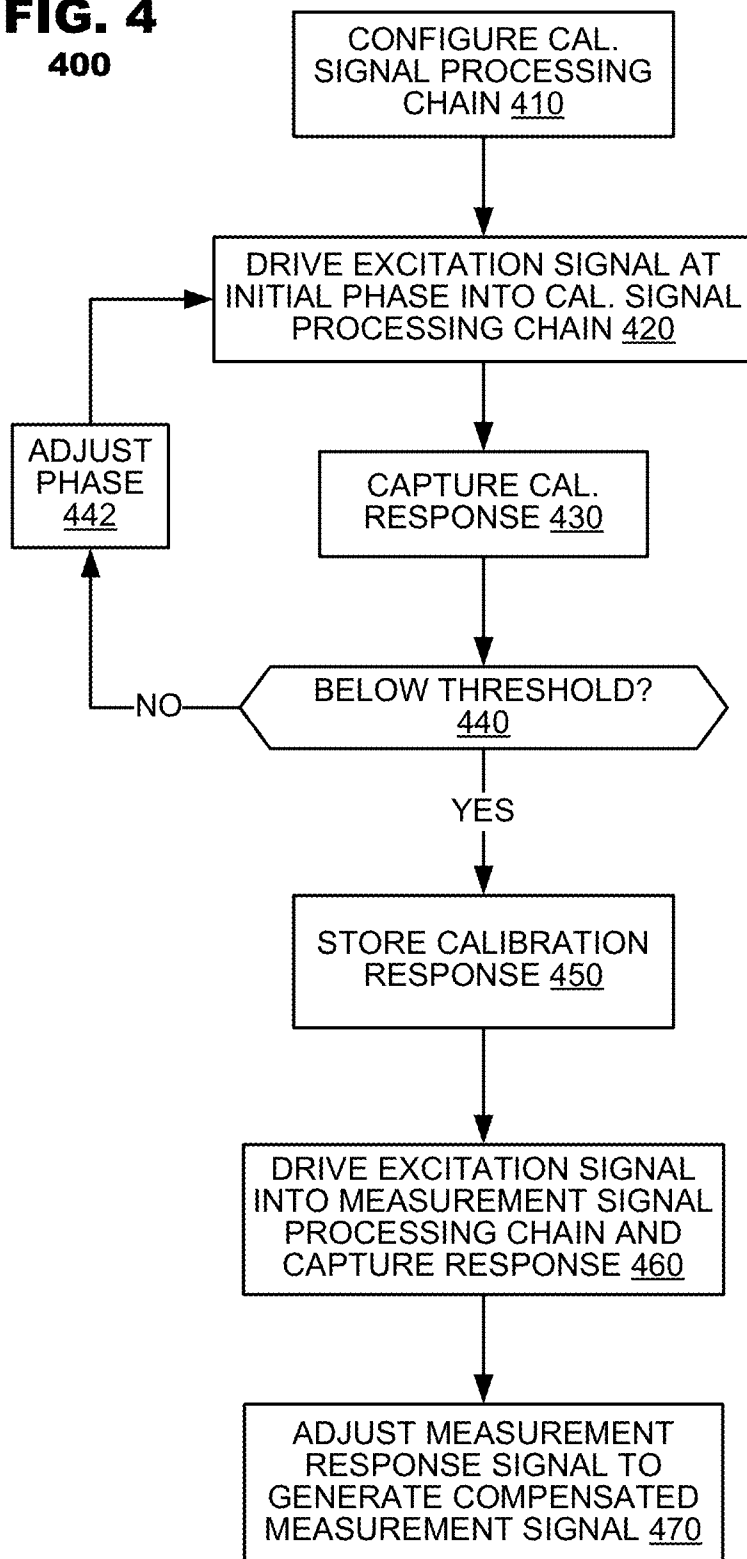 FIG. 4
400
CONFIGURE CAL.
SIGNAL PROCESSING
CHAIN 410
DRIVE EXCITATION SIGNAL AT
INITIAL PHASE INTO CAL. SIGNAL
PROCESSING CHAIN 420
ADJUST
PHASE
442
CAPTURE CAL.
RESPONSE 430
BELOW THRESHOLD?
440
NO
YES
STORE CALIBRATION
RESPONSE 450
DRIVE EXCITATION SIGNAL
INTO MEASUREMENT SIGNAL
PROCESSING CHAIN AND
CAPTURE RESPONSE 460
ADJUST MEASUREMENT
RESPONSE SIGNAL TO
GENERATE COMPENSATED
MEASUREMENT SIGNAL 470